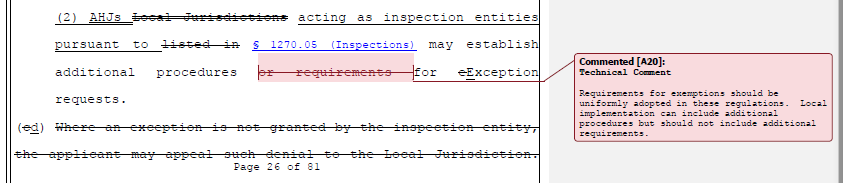 (2) AHJs Local Jurisdictions acting as inspection entities
pursuant to listed in § 1270.05 (Inspections) may establish
additional procedures or requirements for eException
requests.
(ed) Where an exception is not granted by the inspection entity,
the applicant may appeal such denial to the Local Jurisdiction.
Page 26 of 81
Commented [A20]:
Technical Comment
Requirements for exemptions should be
uniformly adopted in these regulations. Local
implementation can include additional
procedures but should not include additional
requirements.